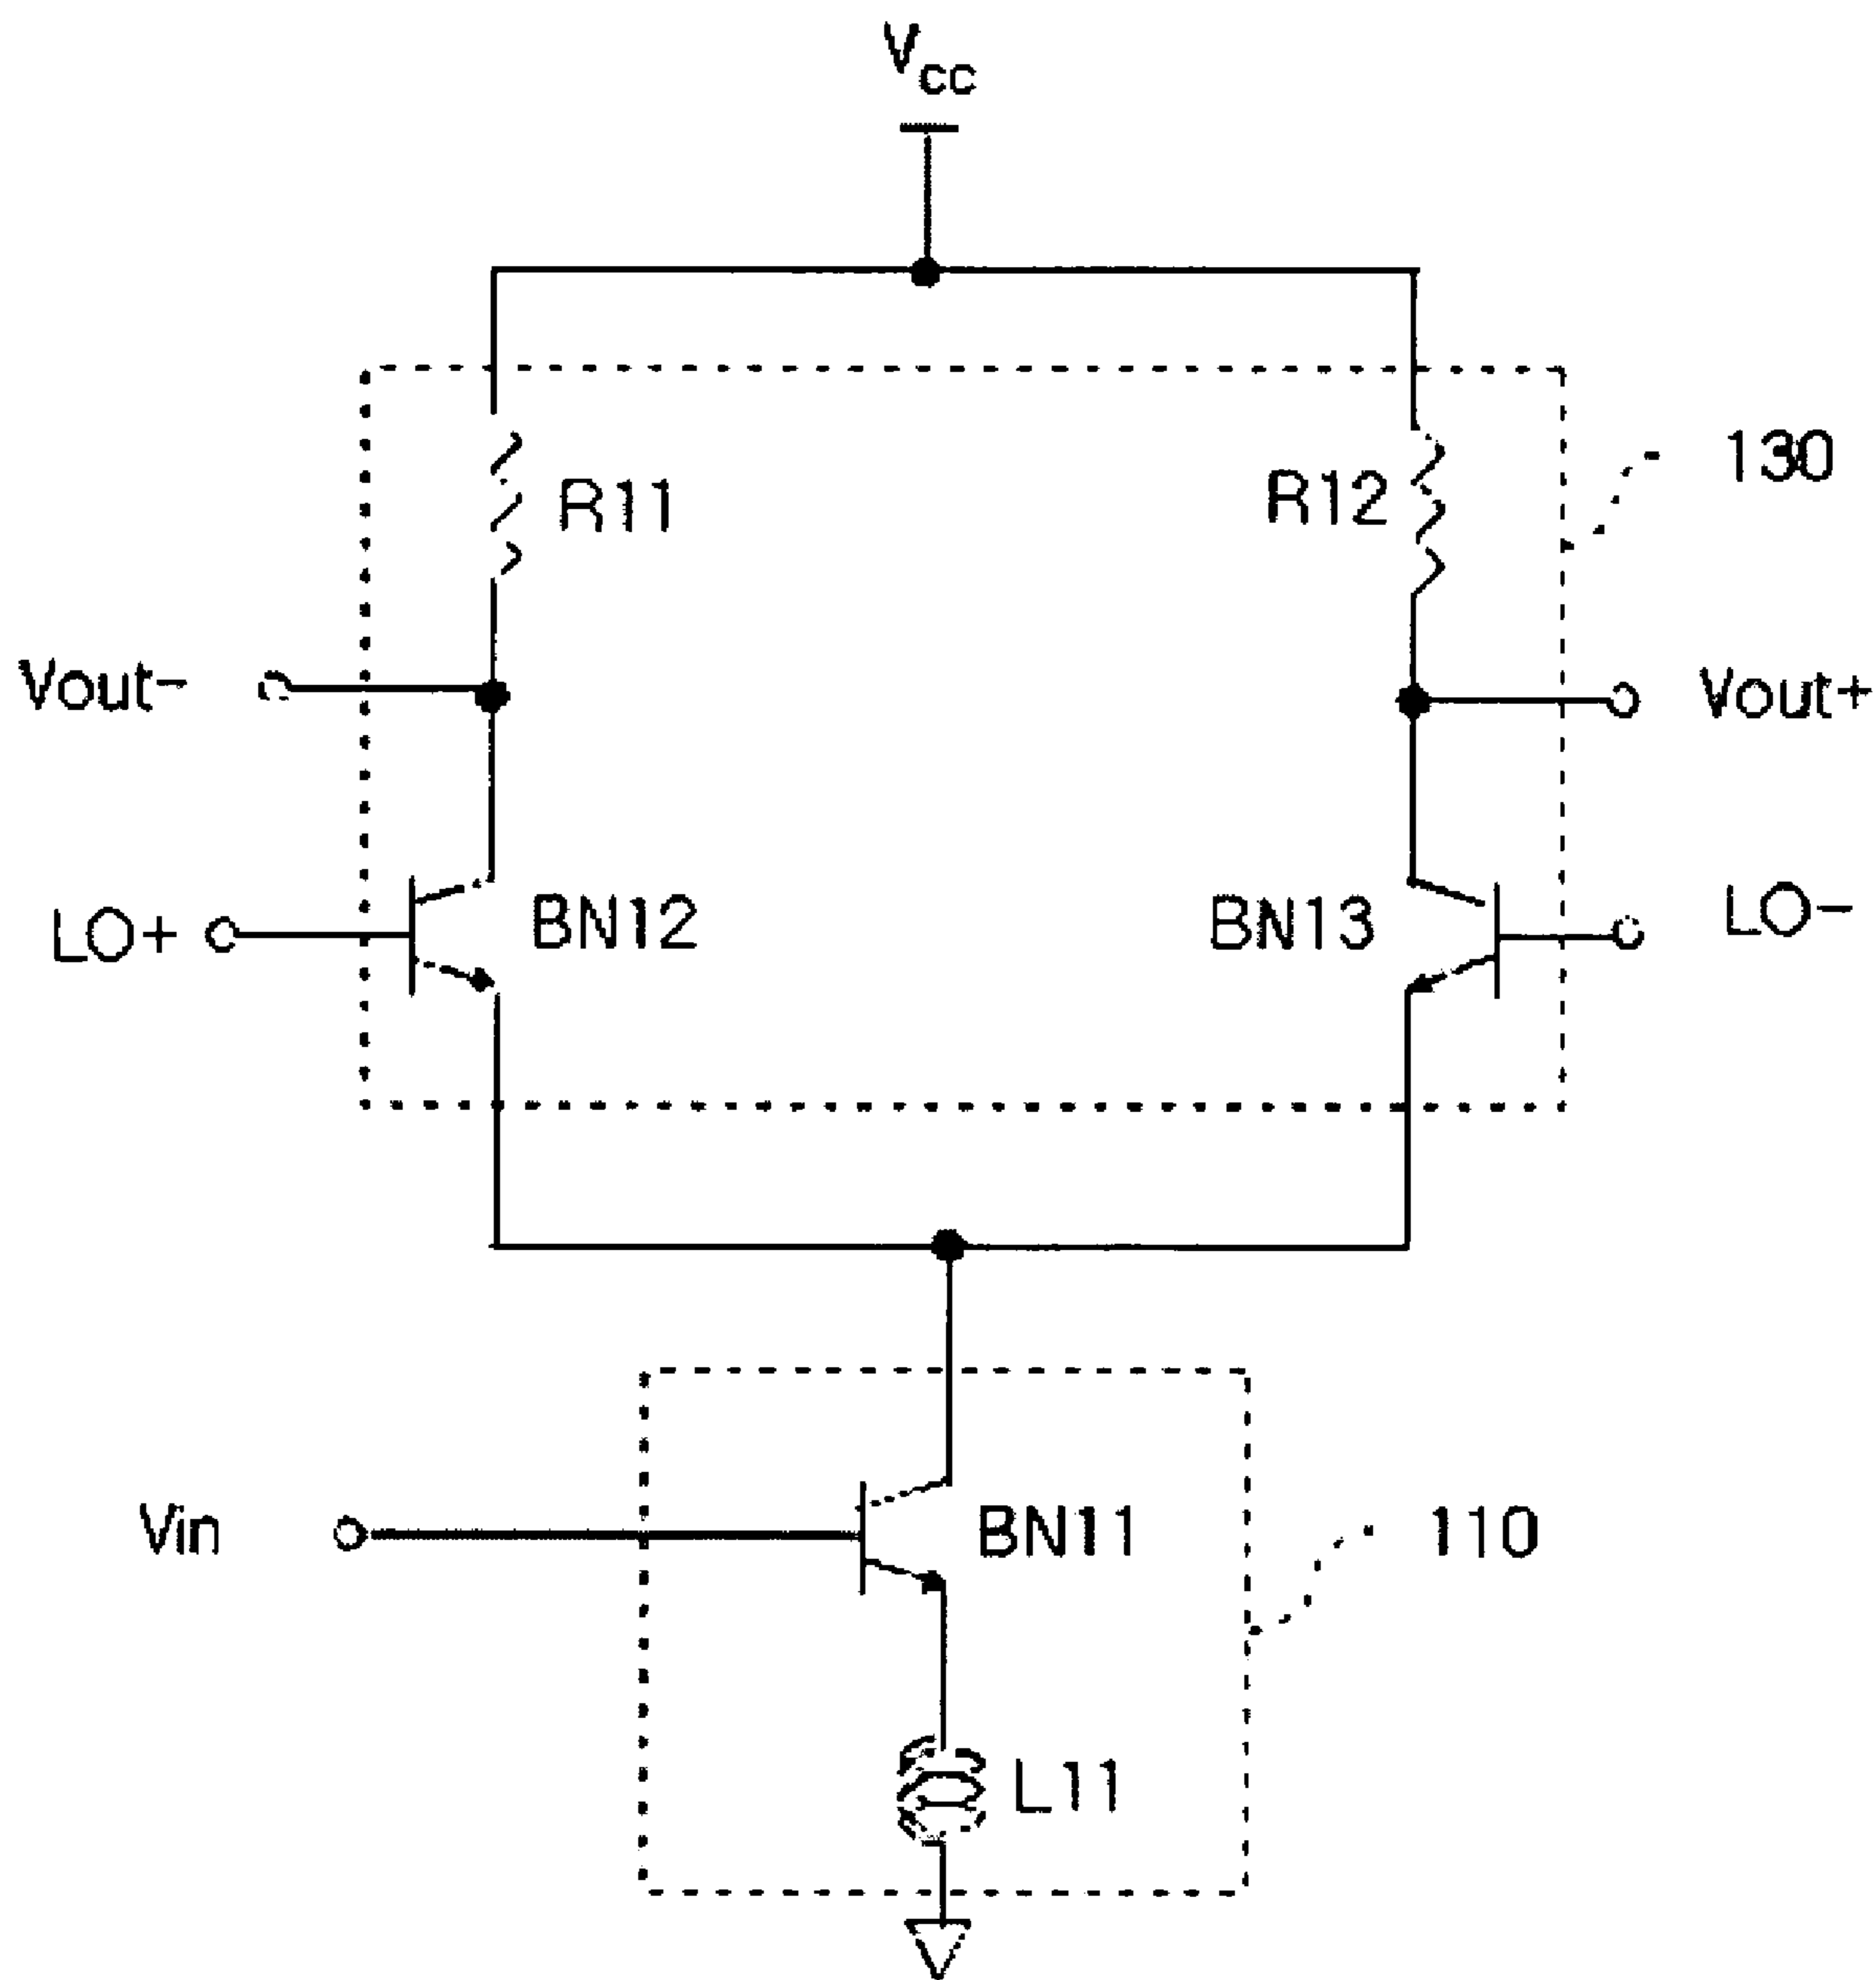 Vcc
130
R11
R12
Vout-
Vout+
LO+
BN12
BN13
LO-
Vin
BN11
110
L11